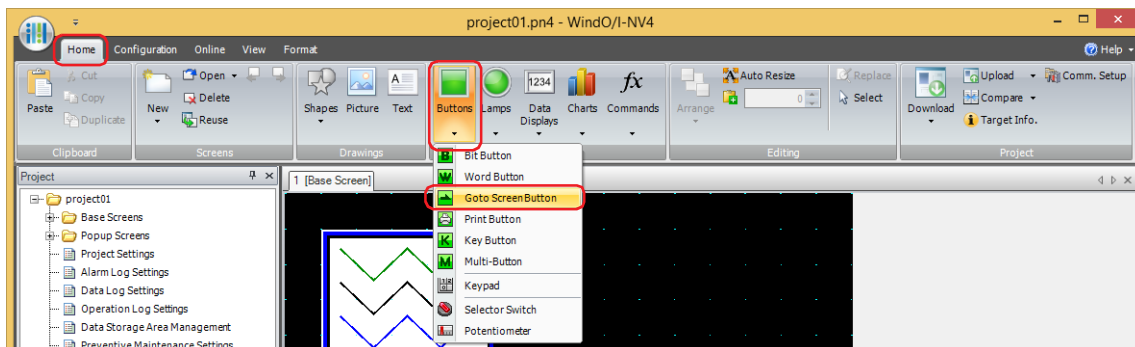 project01.pn4 - WindO/I-NV4
Home Configuration Online View Format Help
Paste Cut Copy Duplicate Clipboard
New Open Delete Reuse Screens
Shapes Picture Text Drawings
Buttons Lamps Data Displays Charts Commands
1234
fx
Arrange Auto Resize 0 Replace Select Editing
Download Upload Compare Target Info. Comm. Setup Project
Project
1 [Base Screen]
project01
Base Screens
Popup Screens
Project Settings
Alarm Log Settings
Data Log Settings
Operation Log Settings
Data Storage Area Management
Preventive Maintenance Settings
B Bit Button
W Word Button
Goto Screen Button
Print Button
K Key Button
M Multi-Button
Keypad
Selector Switch
Potentiometer